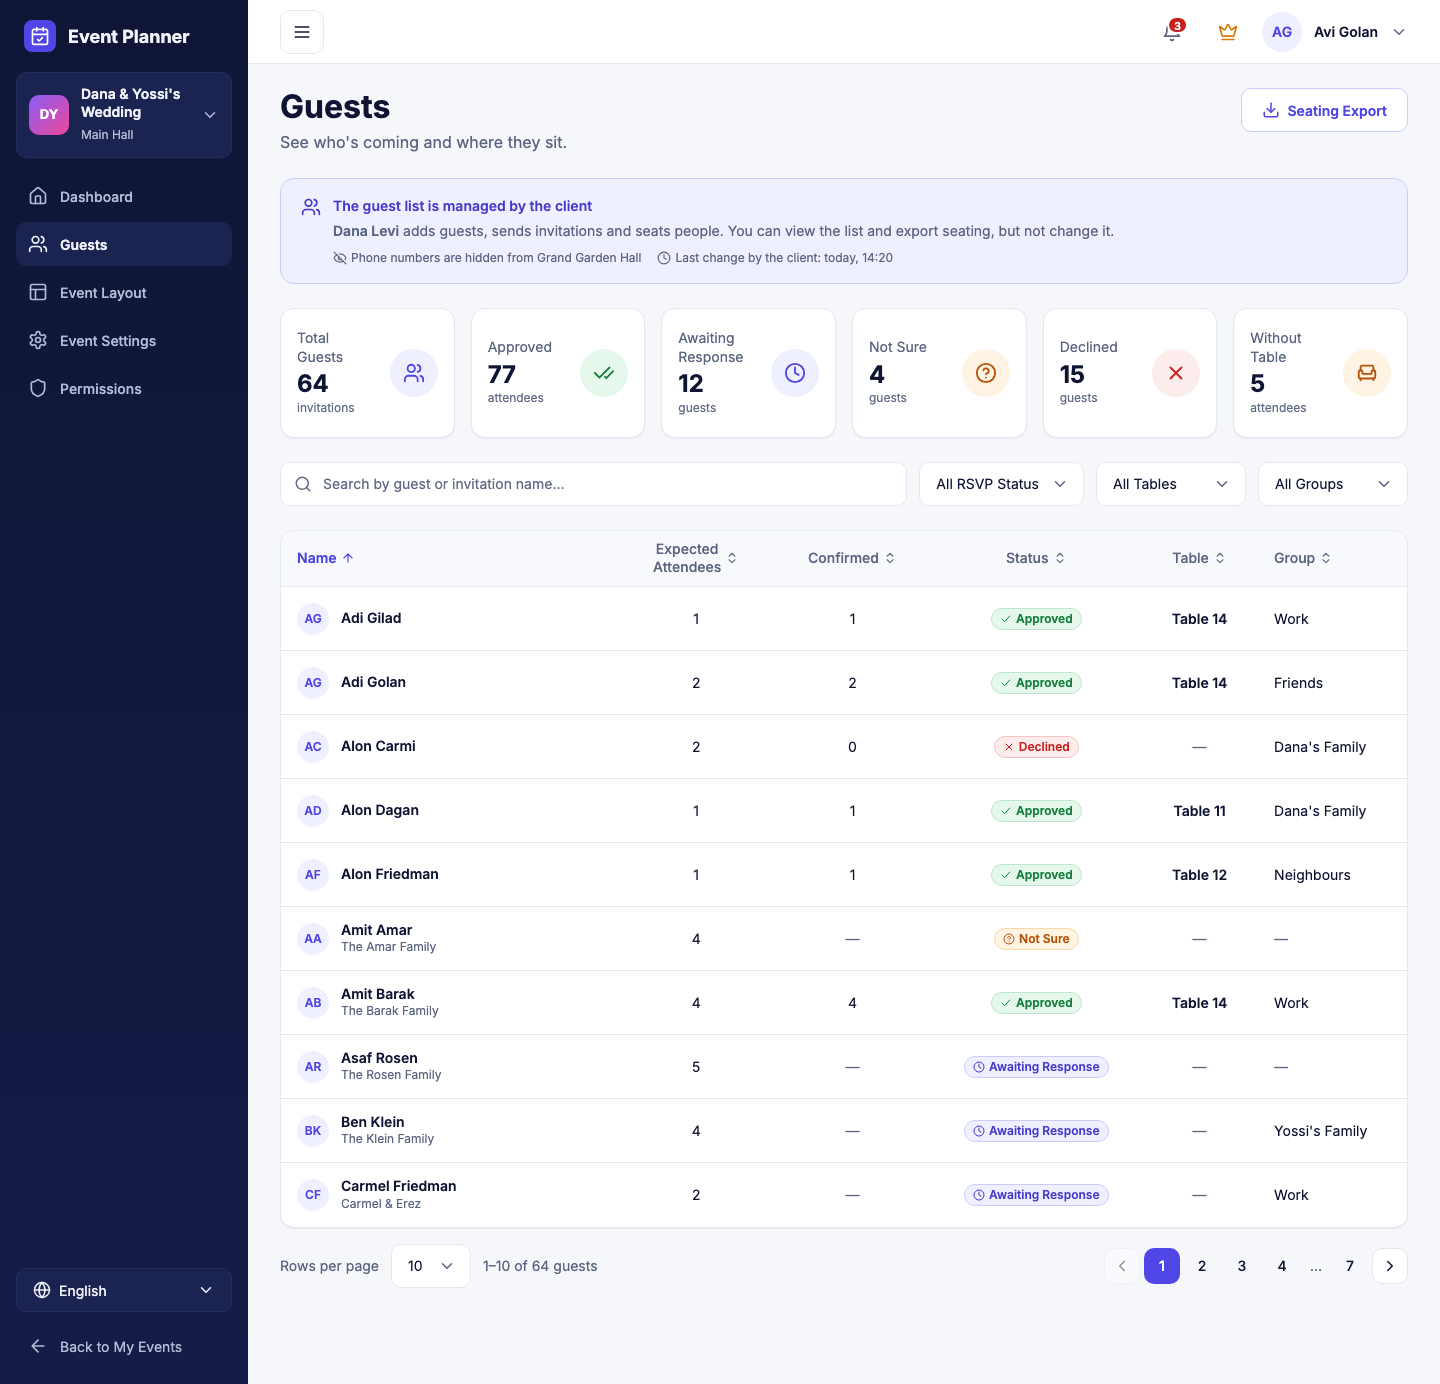 Event Planner
DY
Dana & Yossi's
Wedding
Main Hall
Dashboard
Guests
Event Layout
Event Settings
Permissions
English
Back to My Events
3
AG
Avi Golan
Guests
See who's coming and where they sit.
Seating Export
The guest list is managed by the client
Dana Levi adds guests, sends invitations and seats people. You can view the list and export seating, but not change it.
Phone numbers are hidden from Grand Garden Hall Last change by the client: today, 14:20
Total
Guests
64
invitations
Approved
77
attendees
Awaiting
Response
12
guests
Not Sure
4
guests
Declined
15
guests
Without
Table
5
attendees
Search by guest or invitation name...
All RSVP Status
All Tables
All Groups
Name Expected Attendees Confirmed Status Table Group
AG Adi Gilad 1 1 Approved Table 14 Work
AG Adi Golan 2 2 Approved Table 14 Friends
AC Alon Carmi 2 0 Declined — Dana's Family
AD Alon Dagan 1 1 Approved Table 11 Dana's Family
AF Alon Friedman 1 1 Approved Table 12 Neighbours
AA Amit Amar 4 — Not Sure — —
The Amar Family
AB Amit Barak 4 4 Approved Table 14 Work
The Barak Family
AR Asaf Rosen 5 — Awaiting Response — —
The Rosen Family
BK Ben Klein 4 — Awaiting Response — Yossi's Family
The Klein Family
CF Carmel Friedman 2 — Awaiting Response — Work
Carmel & Erez
Rows per page 10 1–10 of 64 guests
1 2 3 4 ... 7